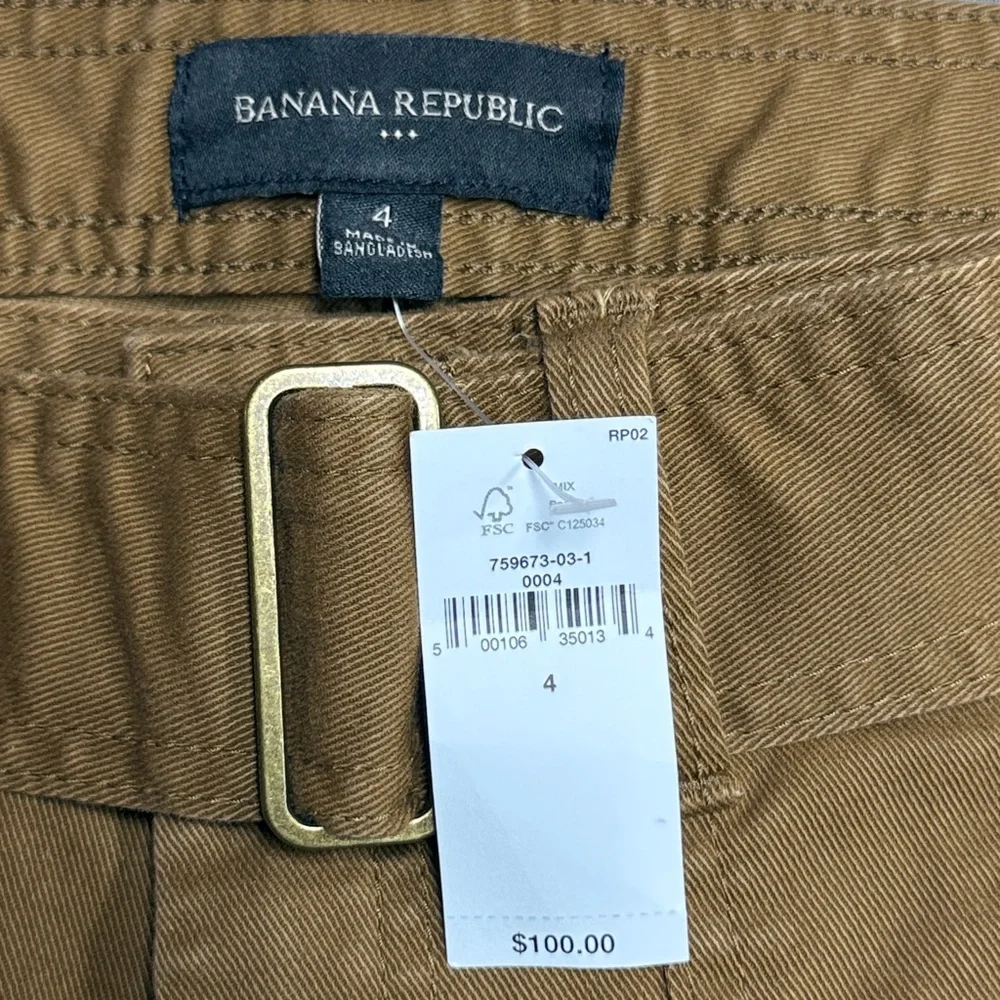 BANANA REPUBLIC
4
MADE IN
BANGLADESH
RP02
MIX
FSC
FSC® C125034
759673-03-1
0004
5 00106 35013 4
4
$100.00